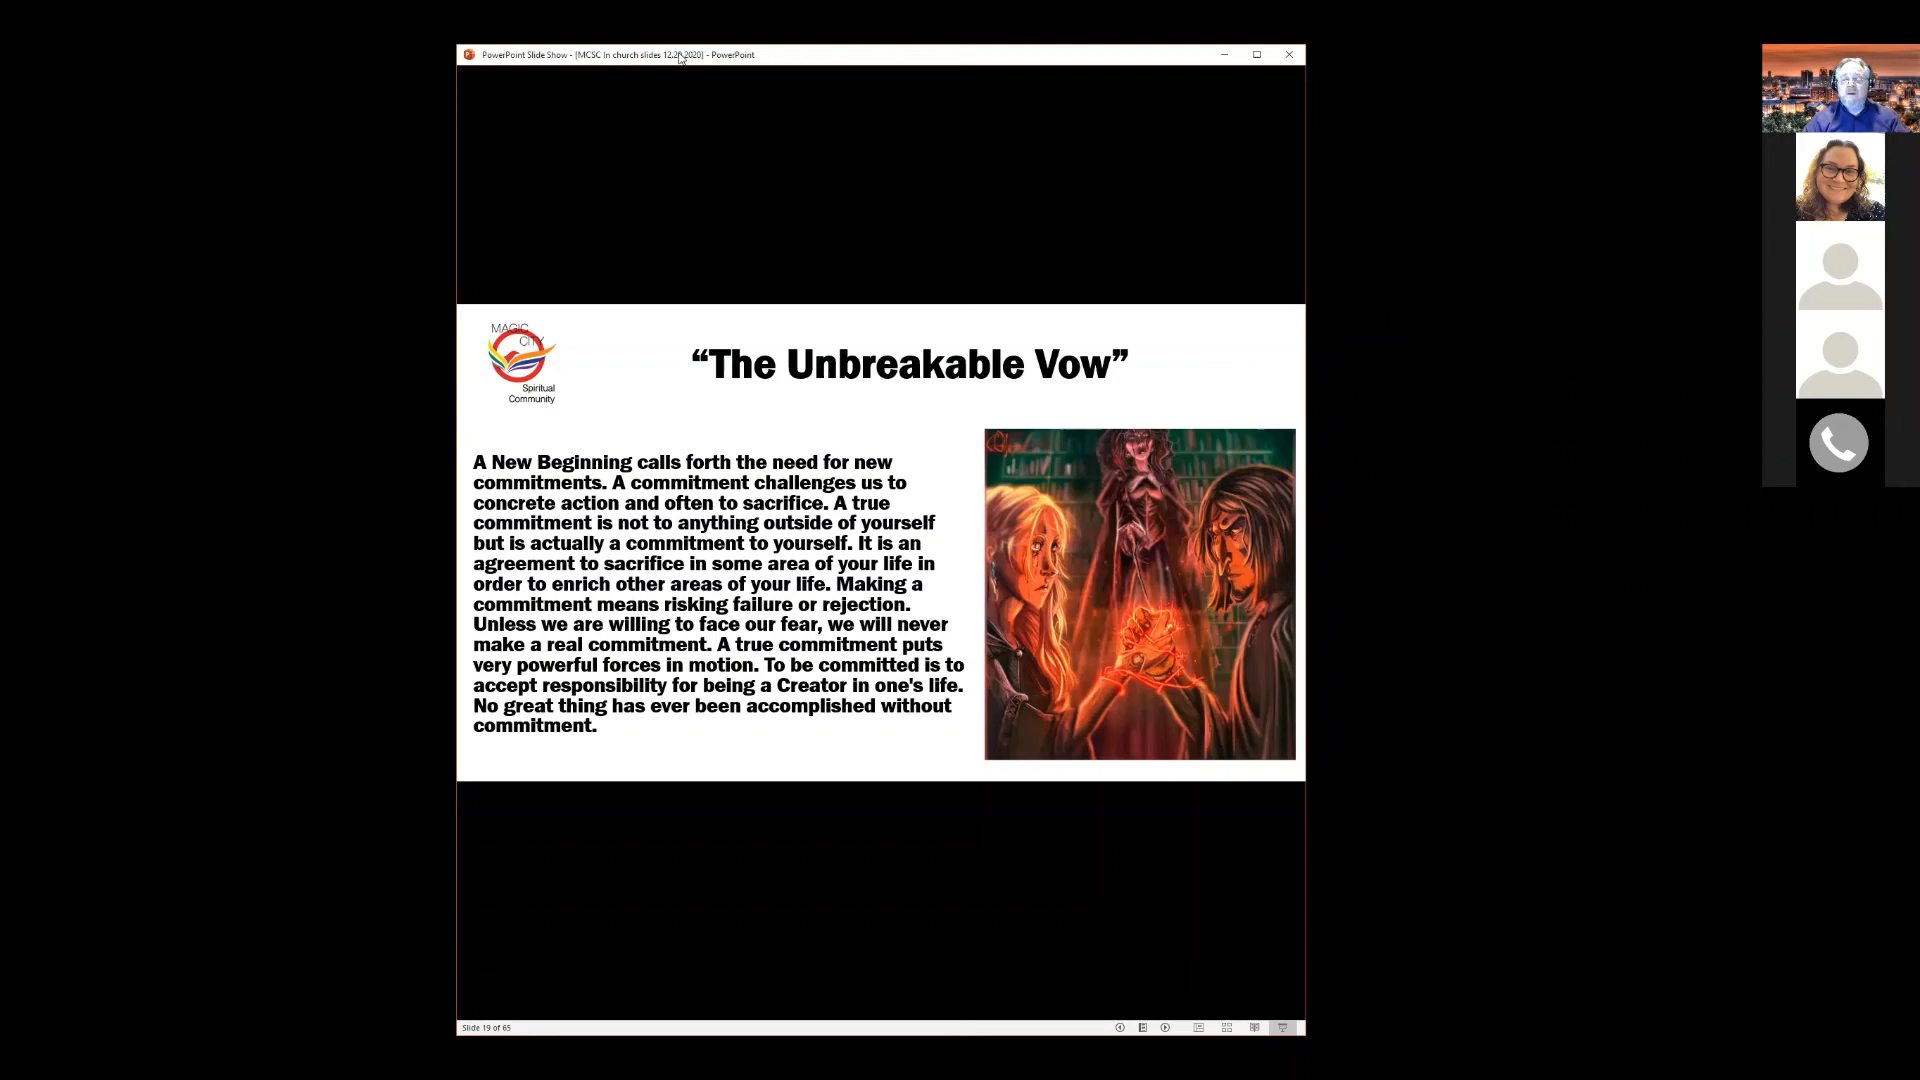 PowerPoint Slide Show - [MCSC In church slides 12.20.2020] - PowerPoint
MAGIC
CITY
Spiritual
Community
“The Unbreakable Vow”
A New Beginning calls forth the need for new
commitments. A commitment challenges us to
concrete action and often to sacrifice. A true
commitment is not to anything outside of yourself
but is actually a commitment to yourself. It is an
agreement to sacrifice in some area of your life in
order to enrich other areas of your life. Making a
commitment means risking failure or rejection.
Unless we are willing to face our fear, we will never
make a real commitment. A true commitment puts
very powerful forces in motion. To be committed is to
accept responsibility for being a Creator in one's life.
No great thing has ever been accomplished without
commitment.
Slide 19 of 65